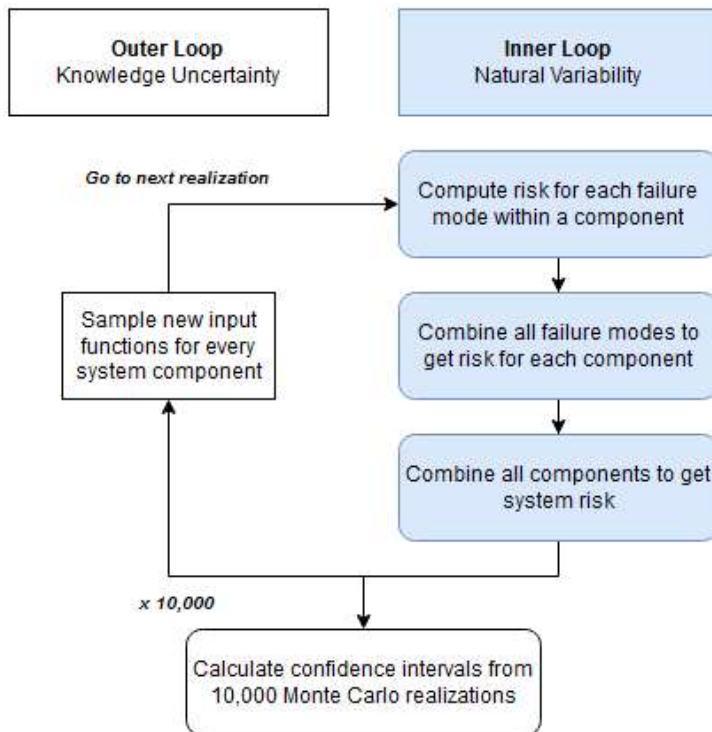 Outer Loop
Knowledge Uncertainty
Inner Loop
Natural Variability
Go to next realization
Compute risk for each failure
mode within a component
Sample new input
functions for every
system component
Combine all failure modes to
get risk for each component
Combine all components to get
system risk
x 10,000
Calculate confidence intervals from
10,000 Monte Carlo realizations